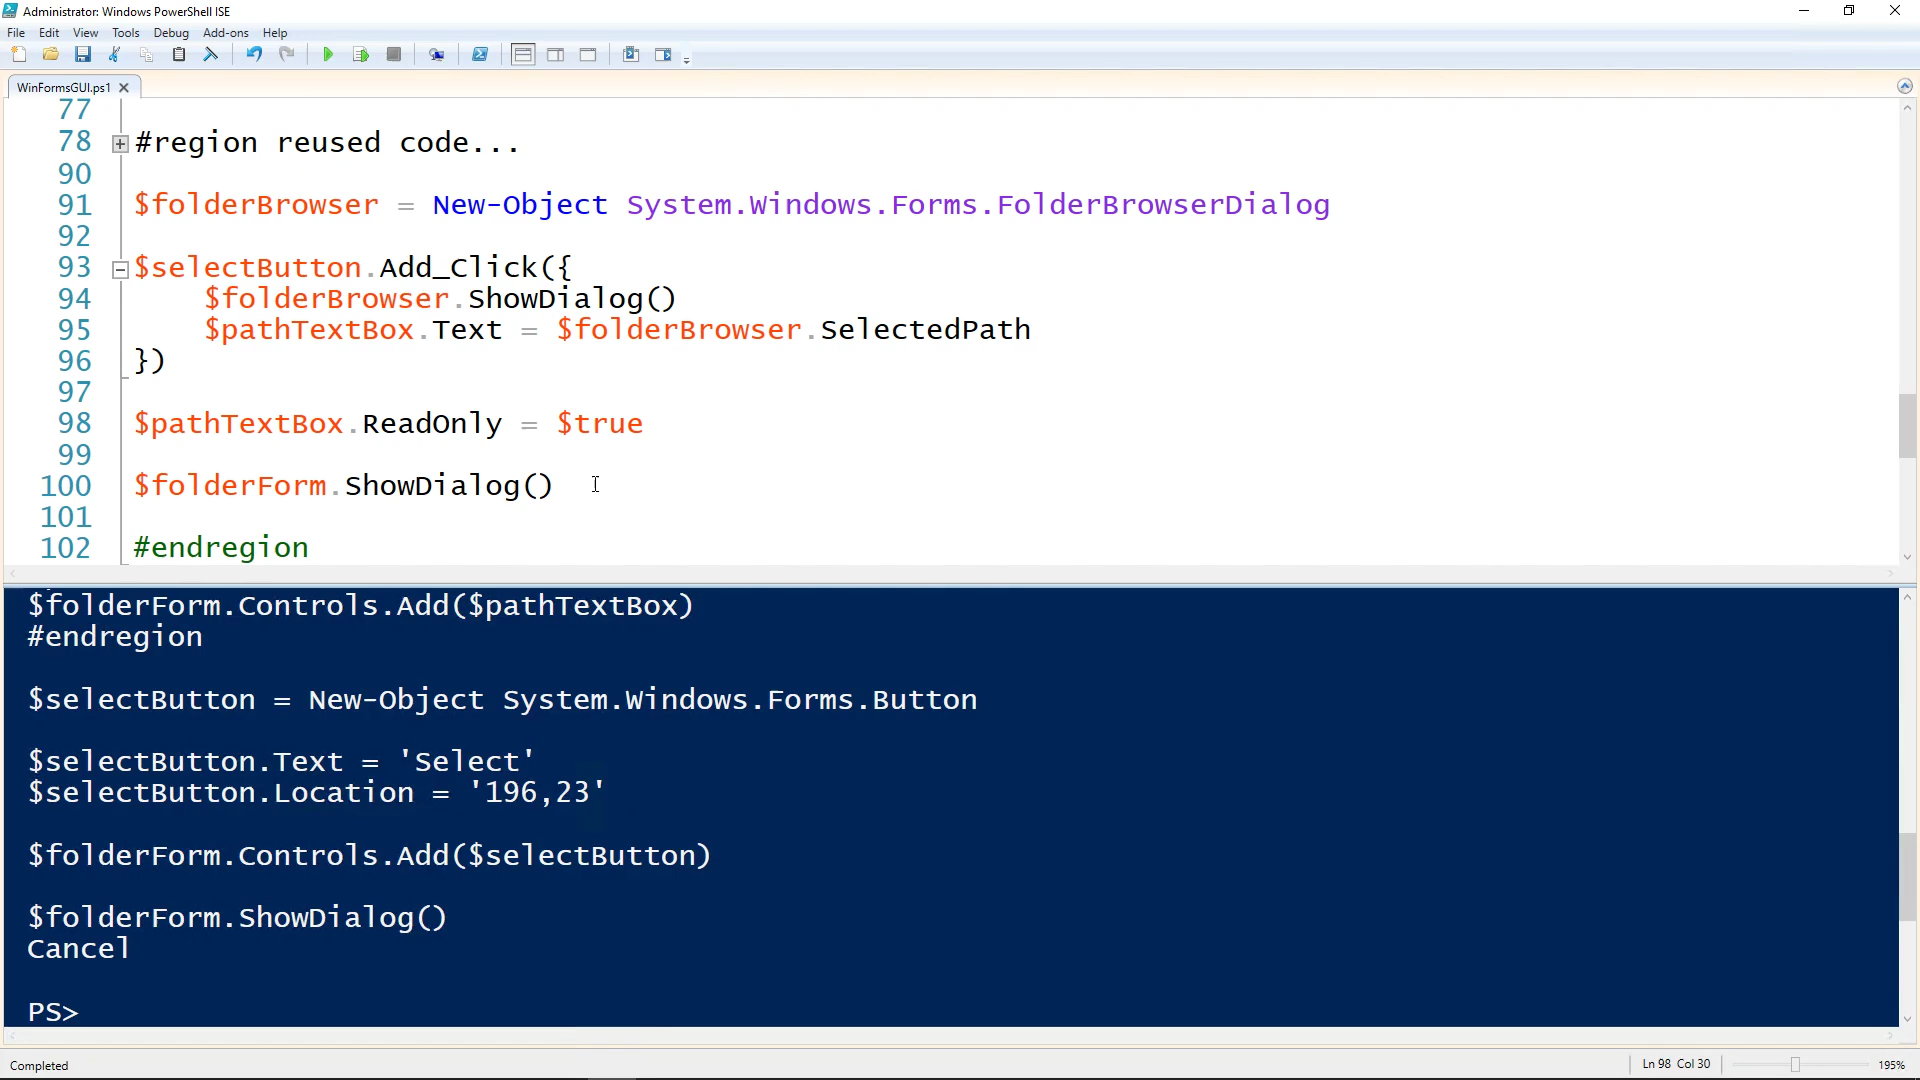 Administrator: Windows PowerShell ISE
File Edit View Tools Debug Add-ons Help
WinFormsGUI.ps1
77
78 #region reused code...
90
91 $folderBrowser = New-Object System.Windows.Forms.FolderBrowserDialog
92
93 $selectButton.Add_Click({
94 $folderBrowser.ShowDialog()
95 $pathTextBox.Text = $folderBrowser.SelectedPath
96 })
97
98 $pathTextBox.ReadOnly = $true
99
100 $folderForm.ShowDialog()
101
102 #endregion
$folderForm.Controls.Add($pathTextBox)
#endregion
$selectButton = New-Object System.Windows.Forms.Button
$selectButton.Text = 'Select'
$selectButton.Location = '196,23'
$folderForm.Controls.Add($selectButton)
$folderForm.ShowDialog()
Cancel
PS>
Completed Ln 98 Col 30 195%